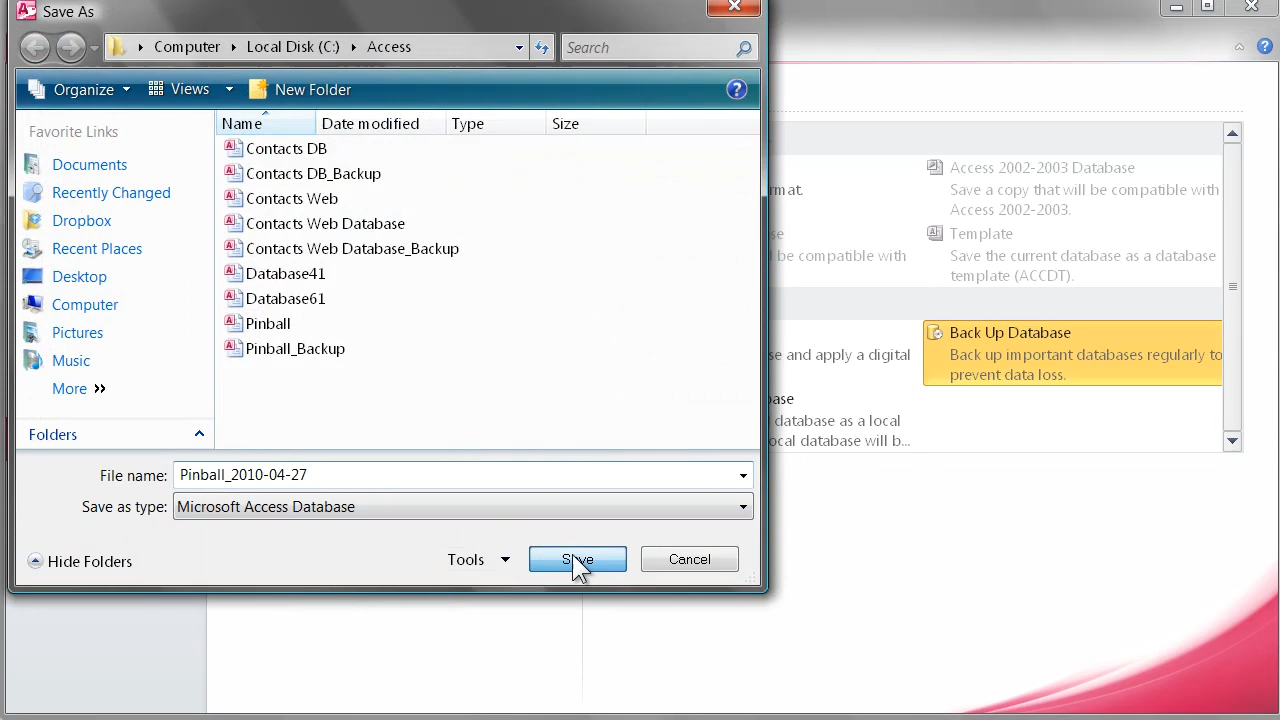 Save As
Computer
Local Disk (C:)
Access
Search
Organize
Views
New Folder
Favorite Links
Documents
Recently Changed
Dropbox
Recent Places
Desktop
Computer
Pictures
Music
More »
Folders
Name
Date modified
Type
Size
Contacts DB
Contacts DB_Backup
Contacts Web
Contacts Web Database
Contacts Web Database_Backup
Database41
Database61
Pinball
Pinball_Backup
File name: Pinball_2010-04-27
Save as type: Microsoft Access Database
Hide Folders
Tools
Save
Cancel
Access 2002-2003 Database
Save a copy that will be compatible with
Access 2002-2003.
Template
Save the current database as a database
template (ACCDT).
be compatible with
Back Up Database
Back up important databases regularly to
prevent data loss.
and apply a digital
database as a local
database will b...